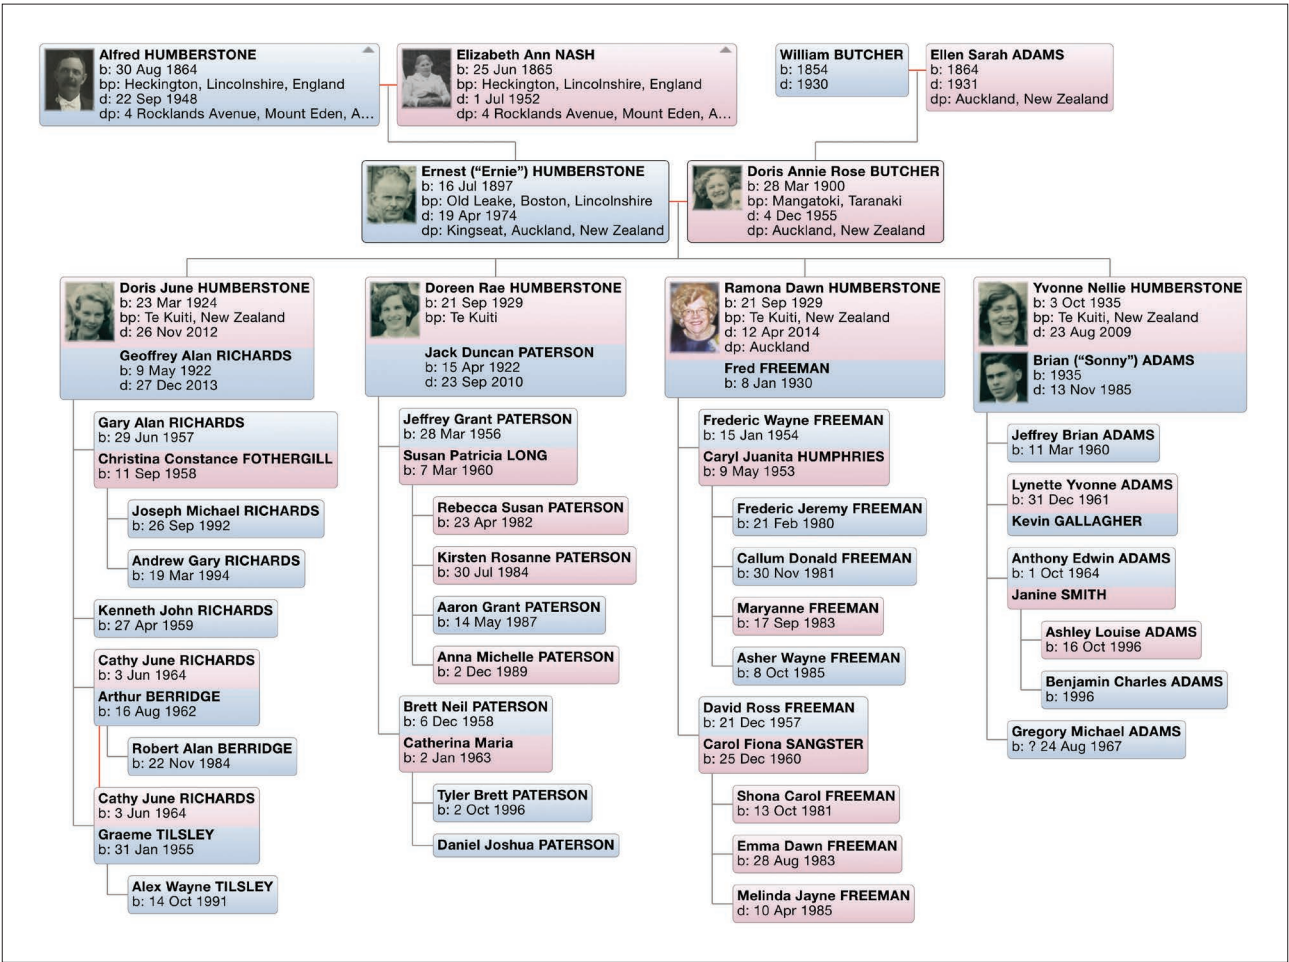 Alfred HUMBERSTONE
b: 30 Aug 1864
bp: Heckington, Lincolnshire, England
d: 22 Sep 1948
dp: 4 Rocklands Avenue, Mount Eden, A…
Elizabeth Ann NASH
b: 25 Jun 1865
bp: Heckington, Lincolnshire, England
d: 1 Jul 1952
dp: 4 Rocklands Avenue, Mount Eden, A…
William BUTCHER
b: 1854
d: 1930
Ellen Sarah ADAMS
b: 1864
d: 1931
dp: Auckland, New Zealand
Ernest (“Ernie”) HUMBERSTONE
b: 16 Jul 1897
bp: Old Leake, Boston, Lincolnshire
d: 19 Apr 1974
dp: Kingseat, Auckland, New Zealand
Doris Annie Rose BUTCHER
b: 28 Mar 1900
bp: Mangatoki, Taranaki
d: 4 Dec 1955
dp: Auckland, New Zealand
Doris June HUMBERSTONE
b: 23 Mar 1924
bp: Te Kuiti, New Zealand
d: 26 Nov 2012
Geoffrey Alan RICHARDS
b: 9 May 1922
d: 27 Dec 2013
Gary Alan RICHARDS
b: 29 Jun 1957
Christina Constance FOTHERGILL
b: 11 Sep 1958
Joseph Michael RICHARDS
b: 26 Sep 1992
Andrew Gary RICHARDS
b: 19 Mar 1994
Kenneth John RICHARDS
b: 27 Apr 1959
Cathy June RICHARDS
b: 3 Jun 1964
Arthur BERRIDGE
b: 16 Aug 1962
Robert Alan BERRIDGE
b: 22 Nov 1984
Cathy June RICHARDS
b: 3 Jun 1964
Graeme TILSLEY
b: 31 Jan 1955
Alex Wayne TILSLEY
b: 14 Oct 1991
Doreen Rae HUMBERSTONE
b: 21 Sep 1929
bp: Te Kuiti
Jack Duncan PATERSON
b: 15 Apr 1922
d: 23 Sep 2010
Jeffrey Grant PATERSON
b: 28 Mar 1956
Susan Patricia LONG
b: 7 Mar 1960
Rebecca Susan PATERSON
b: 23 Apr 1982
Kirsten Rosanne PATERSON
b: 30 Jul 1984
Aaron Grant PATERSON
b: 14 May 1987
Anna Michelle PATERSON
b: 2 Dec 1989
Brett Neil PATERSON
b: 6 Dec 1958
Catherina Maria
b: 2 Jan 1963
Tyler Brett PATERSON
b: 2 Oct 1996
Daniel Joshua PATERSON
Ramona Dawn HUMBERSTONE
b: 21 Sep 1929
bp: Te Kuiti, New Zealand
d: 12 Apr 2014
dp: Auckland
Fred FREEMAN
b: 8 Jan 1930
Frederic Wayne FREEMAN
b: 15 Jan 1954
Caryl Juanita HUMPHRIES
b: 9 May 1953
Frederic Jeremy FREEMAN
b: 21 Feb 1980
Callum Donald FREEMAN
b: 30 Nov 1981
Maryanne FREEMAN
b: 17 Sep 1983
Asher Wayne FREEMAN
b: 8 Oct 1985
David Ross FREEMAN
b: 21 Dec 1957
Carol Fiona SANGSTER
b: 25 Dec 1960
Shona Carol FREEMAN
b: 13 Oct 1981
Emma Dawn FREEMAN
b: 28 Aug 1983
Melinda Jayne FREEMAN
d: 10 Apr 1985
Yvonne Nellie HUMBERSTONE
b: 3 Oct 1935
bp: Te Kuiti, New Zealand
d: 23 Aug 2009
Brian (“Sonny”) ADAMS
b: 1935
d: 13 Nov 1985
Jeffrey Brian ADAMS
b: 11 Mar 1960
Lynette Yvonne ADAMS
b: 31 Dec 1961
Kevin GALLAGHER
Anthony Edwin ADAMS
b: 1 Oct 1964
Janine SMITH
Ashley Louise ADAMS
b: 16 Oct 1996
Benjamin Charles ADAMS
b: 1996
Gregory Michael ADAMS
b: ? 24 Aug 1967